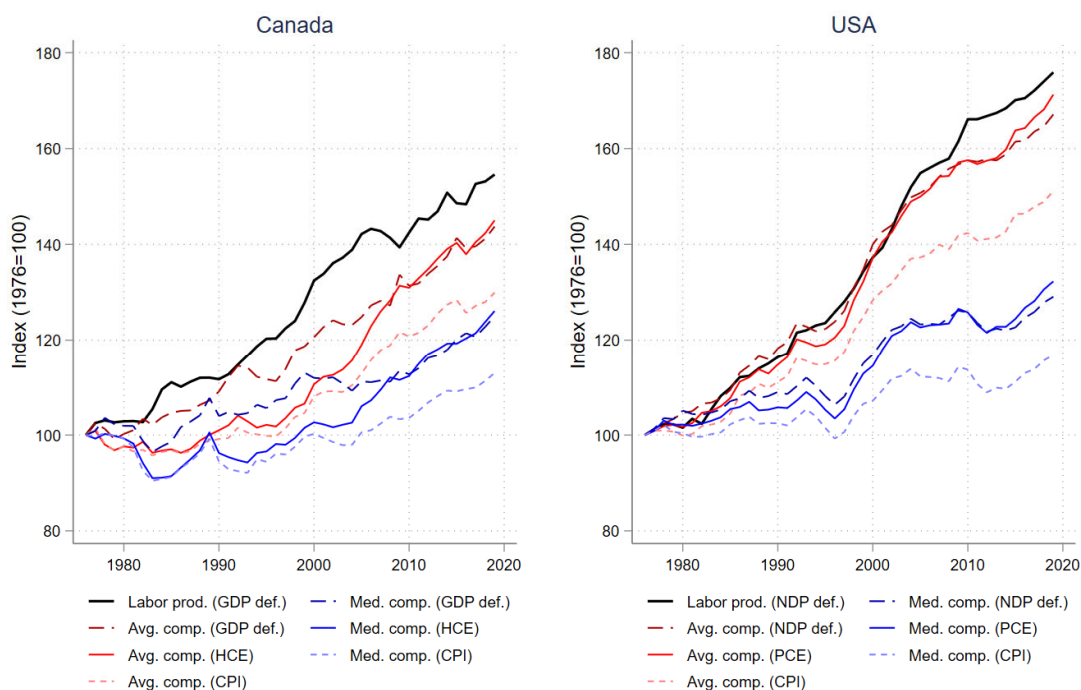 Canada
Index (1976=100)
180
160
140
120
100
80
1980
1990
2000
2010
2020
Labor prod. (GDP def.)
Avg. comp. (GDP def.)
Avg. comp. (HCE)
Avg. comp. (CPI)
Med. comp. (GDP def.)
Med. comp. (HCE)
Med. comp. (CPI)
USA
Index (1976=100)
180
160
140
120
100
80
1980
1990
2000
2010
2020
Labor prod. (NDP def.)
Avg. comp. (NDP def.)
Avg. comp. (PCE)
Avg. comp. (CPI)
Med. comp. (NDP def.)
Med. comp. (PCE)
Med. comp. (CPI)